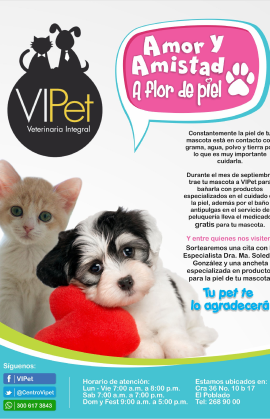 VIPet
Veterinaria Integral
Amor y
Amistad
A flor de piel
Constantemente la piel de tu
mascota está en contacto con
grama, agua, polvo y tierra por
lo que es muy importante
cuidarla.
Durante el mes de septiembre
trae tu mascota a VIPet para
bañarla con productos
especializados en el cuidado de
la piel, además por el baño
antipulgas en el servicio de
peluquería lleva el medicado
gratis para tu mascota.
Y entre quienes nos visiten
Sortearemos una cita con la
Especialista Dra. Ma. Soledad
González y una ancheta
especializada en productos
para la piel de tu mascota
Tu pet te
lo agradecerá
Síguenos:
VIPet
@CentroVipet
300 617 3843
Horario de atención:
Lun - Vie 7:00 a.m. a 8:00 p.m.
Sab 7:00 a.m. a 7:00 p.m.
Dom y Fest 9:00 a.m. a 5:00 p.m.
Estamos ubicados en:
Cra 36 No. 10 b 17
El Poblado
Tel: 268 90 00